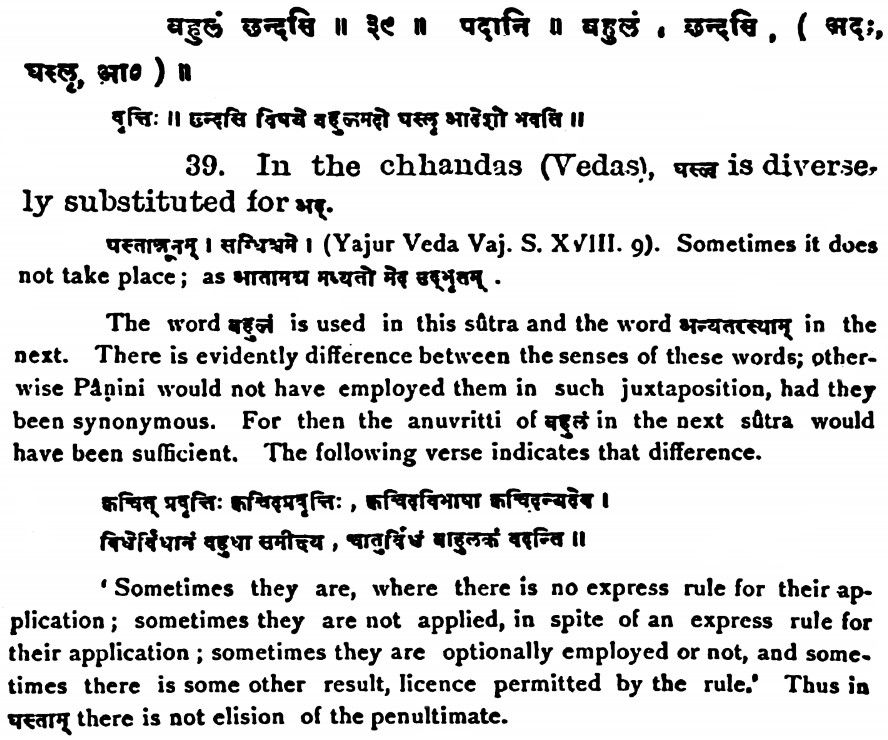 बहुलं छन्दसि ॥ ३९ ॥ पदानि ॥ बहुलं , छन्दसि , ( अदः,
घस्लृ, आ० ) ॥
वृत्तिः ॥ छन्दसि विषये बहुलमदो घस्लृ आदेशो भवति ॥
39. In the chhandas (Vedas), घस्लृ is diverse-
ly substituted for अद्.
घस्तान्नूनम् । सग्धिश्चमे । (Yajur Veda Vaj. S. XVIII. 9). Sometimes it does
not take place ; as आत्तामद्य मध्यतो मेद उद्भृतम् .
The word बहुलं is used in this sûtra and the word अन्यतरस्याम् in the
next. There is evidently difference between the senses of these words; other-
wise Pâṇini would not have employed them in such juxtaposition, had they
been synonymous. For then the anuvritti of बहुलं in the next sûtra would
have been sufficient. The following verse indicates that difference.
क्वचित् प्रवृत्तिः क्वचिदप्रवृत्तिः , क्वचिदविभाषा क्वचिदन्यदेव ।
विधेर्विधानं बहुधा समीक्ष्य , चातुर्विधं बाहुलकं वदन्ति ॥
' Sometimes they are, where there is no express rule for their ap-
plication ; sometimes they are not applied, in spite of an express rule for
their application ; sometimes they are optionally employed or not, and some-
times there is some other result, licence permitted by the rule.' Thus in
घस्ताम् there is not elision of the penultimate.